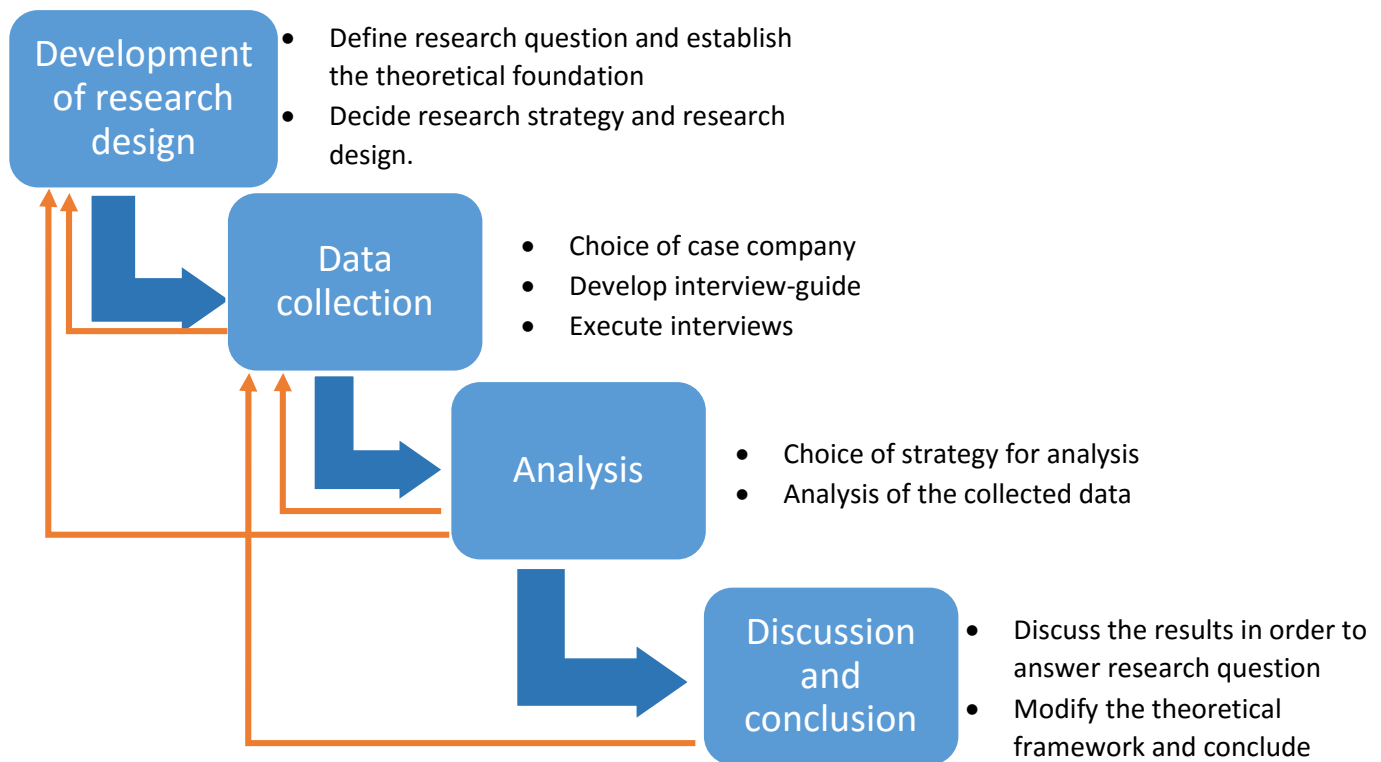 Development
of research
design
• Define research question and establish
the theoretical foundation
• Decide research strategy and research
design.
Data
collection
• Choice of case company
• Develop interview-guide
• Execute interviews
Analysis
• Choice of strategy for analysis
• Analysis of the collected data
Discussion
and
conclusion
• Discuss the results in order to
answer research question
• Modify the theoretical
framework and conclude